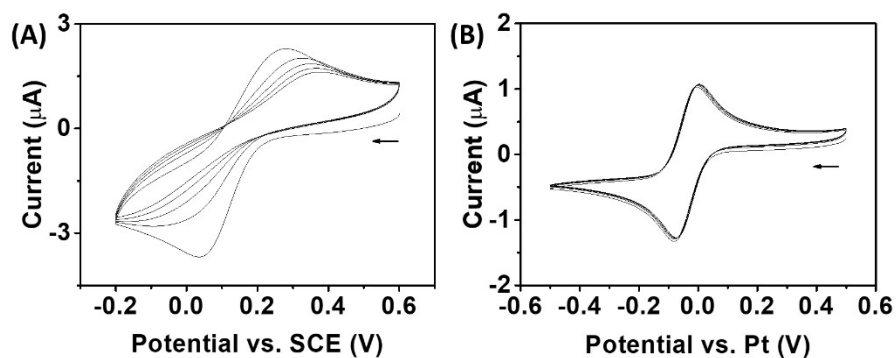 (A)
3
0
-3
Current (μA)
-0.2 0.0 0.2 0.4 0.6
Potential vs. SCE (V)
(B)
2
1
0
-1
-2
Current (μA)
-0.6 -0.4 -0.2 0.0 0.2 0.4 0.6
Potential vs. Pt (V)